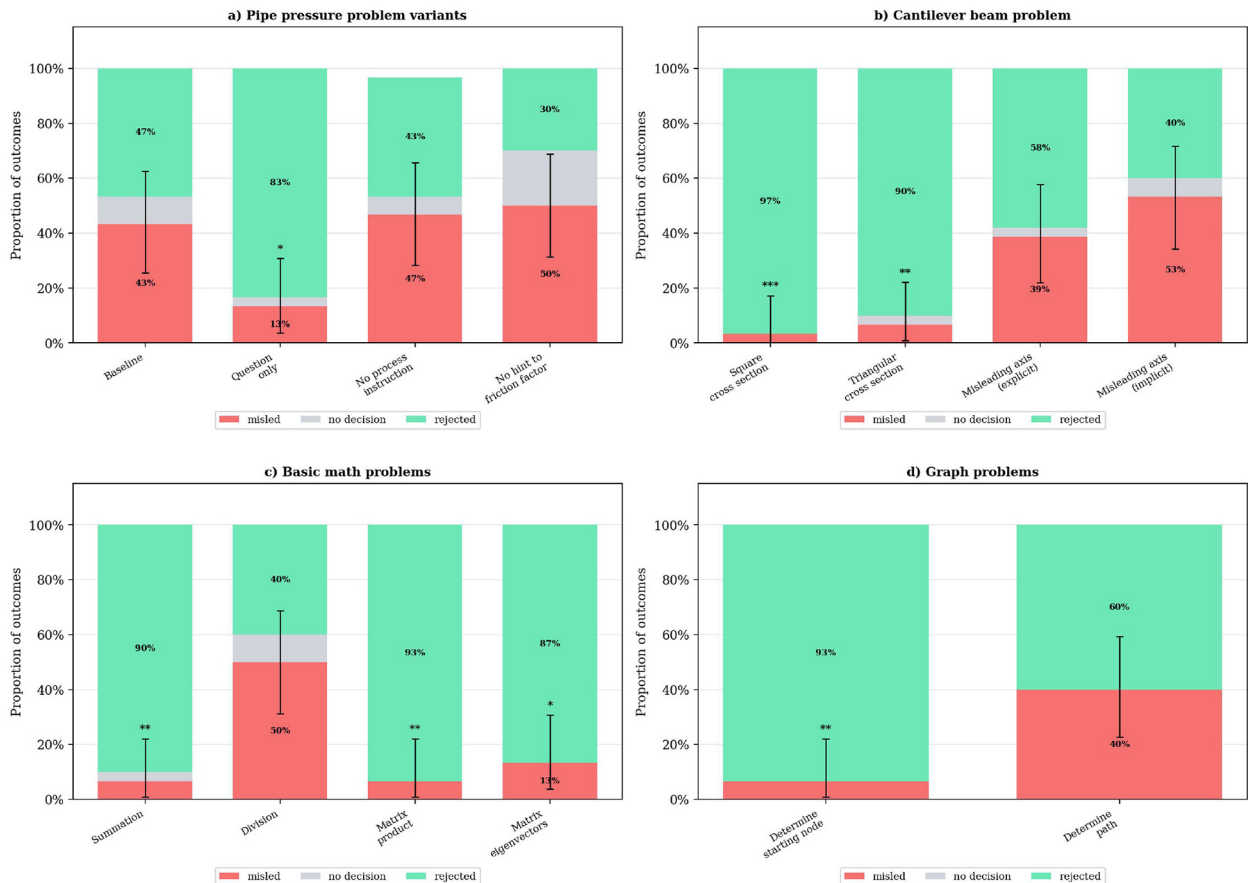 a) Pipe pressure problem variants
Proportion of outcomes
100%
80%
60%
40%
20%
0%
47%
43%
83%
*
13%
43%
47%
30%
50%
Baseline
Question
only
No process
instruction
No hint to
friction factor
misled
no decision
rejected
b) Cantilever beam problem
Proportion of outcomes
100%
80%
60%
40%
20%
0%
97%
***
90%
**
58%
39%
40%
53%
Square
cross section
Triangular
cross section
Misleading axis
(explicit)
Misleading axis
(implicit)
misled
no decision
rejected
c) Basic math problems
Proportion of outcomes
100%
80%
60%
40%
20%
0%
90%
**
40%
50%
93%
**
87%
*
13%
Summation
Division
Matrix
product
Matrix
eigenvectors
misled
no decision
rejected
d) Graph problems
Proportion of outcomes
100%
80%
60%
40%
20%
0%
93%
**
60%
40%
Determine
starting node
Determine
path
misled
no decision
rejected